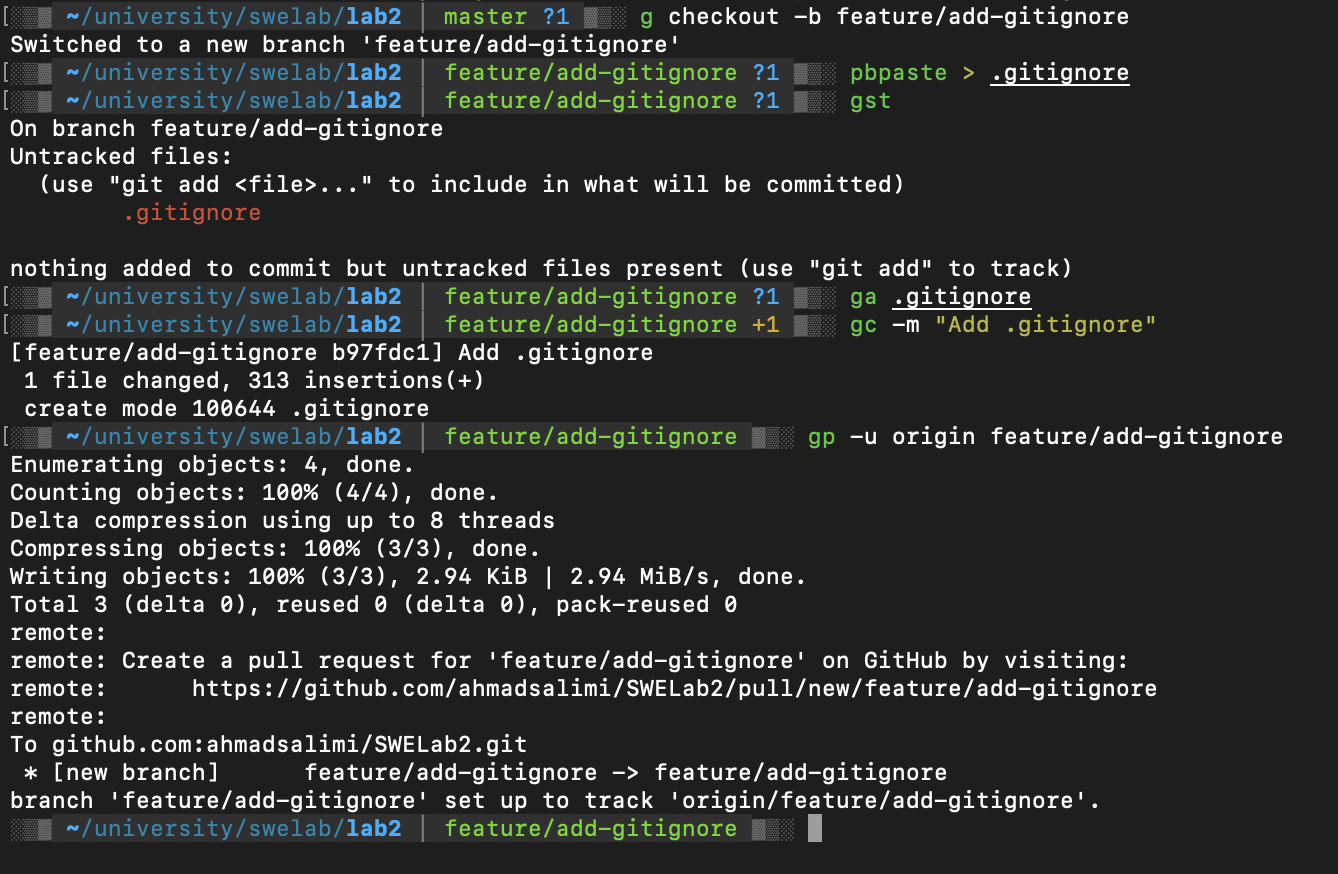 ~/university/swelab/lab2 | master ?1 g checkout -b feature/add-gitignore
Switched to a new branch 'feature/add-gitignore'
~/university/swelab/lab2 | feature/add-gitignore ?1 pbpaste > .gitignore
~/university/swelab/lab2 | feature/add-gitignore ?1 gst
On branch feature/add-gitignore
Untracked files:
  (use "git add <file>..." to include in what will be committed)
        .gitignore

nothing added to commit but untracked files present (use "git add" to track)
~/university/swelab/lab2 | feature/add-gitignore ?1 ga .gitignore
~/university/swelab/lab2 | feature/add-gitignore +1 gc -m "Add .gitignore"
[feature/add-gitignore b97fdc1] Add .gitignore
 1 file changed, 313 insertions(+)
 create mode 100644 .gitignore
~/university/swelab/lab2 | feature/add-gitignore gp -u origin feature/add-gitignore
Enumerating objects: 4, done.
Counting objects: 100% (4/4), done.
Delta compression using up to 8 threads
Compressing objects: 100% (3/3), done.
Writing objects: 100% (3/3), 2.94 KiB | 2.94 MiB/s, done.
Total 3 (delta 0), reused 0 (delta 0), pack-reused 0
remote:
remote: Create a pull request for 'feature/add-gitignore' on GitHub by visiting:
remote:      https://github.com/ahmadsalimi/SWELab2/pull/new/feature/add-gitignore
remote:
To github.com:ahmadsalimi/SWELab2.git
 * [new branch]      feature/add-gitignore -> feature/add-gitignore
branch 'feature/add-gitignore' set up to track 'origin/feature/add-gitignore'.
~/university/swelab/lab2 | feature/add-gitignore